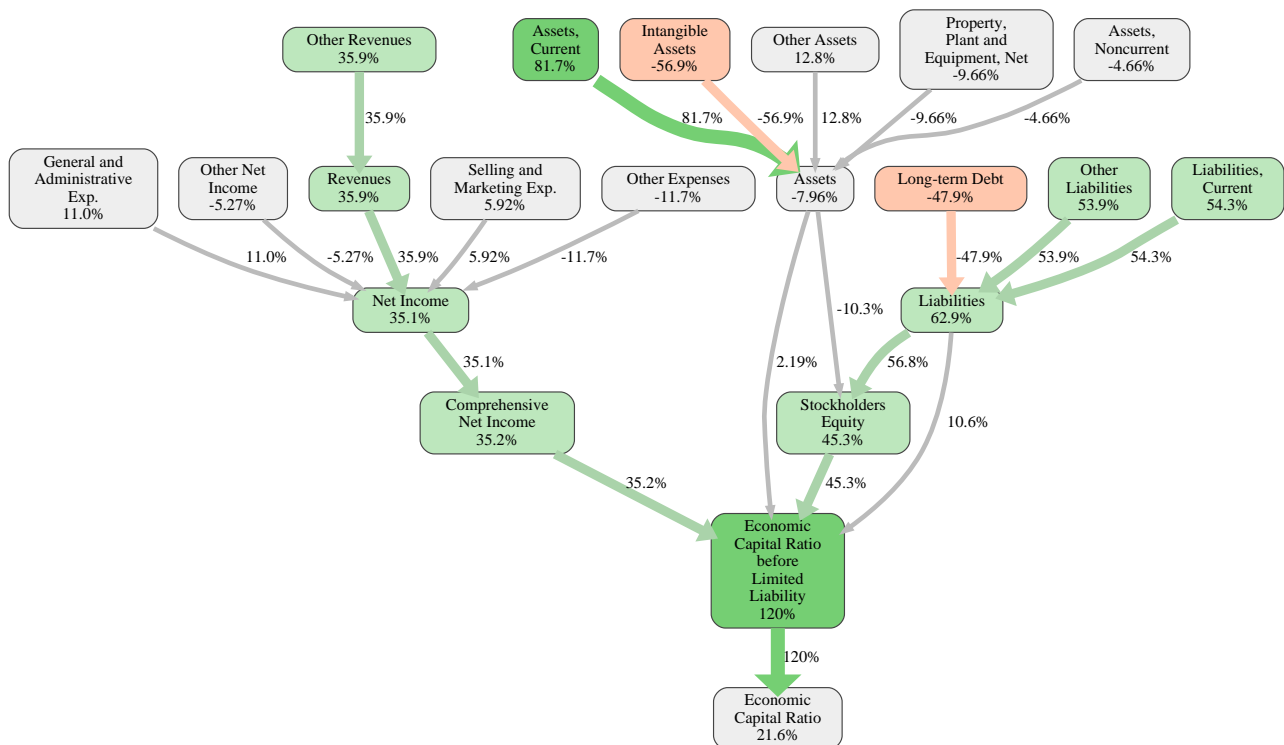 Other Revenues
35.9%
Assets,
Current
81.7%
Intangible
Assets
-56.9%
Other Assets
12.8%
Property,
Plant and
Equipment, Net
-9.66%
Assets,
Noncurrent
-4.66%
35.9%
81.7%
-56.9%
12.8%
-9.66%
-4.66%
General and
Administrative
Exp.
11.0%
Other Net
Income
-5.27%
Revenues
35.9%
Selling and
Marketing Exp.
5.92%
Other Expenses
-11.7%
Assets
-7.96%
Long-term Debt
-47.9%
Other
Liabilities
53.9%
Liabilities,
Current
54.3%
11.0%
-5.27%
35.9%
5.92%
-11.7%
-47.9%
53.9%
54.3%
Net Income
35.1%
-10.3%
Liabilities
62.9%
35.1%
2.19%
56.8%
Comprehensive
Net Income
35.2%
Stockholders
Equity
45.3%
10.6%
35.2%
45.3%
Economic
Capital Ratio
before
Limited
Liability
120%
120%
Economic
Capital Ratio
21.6%